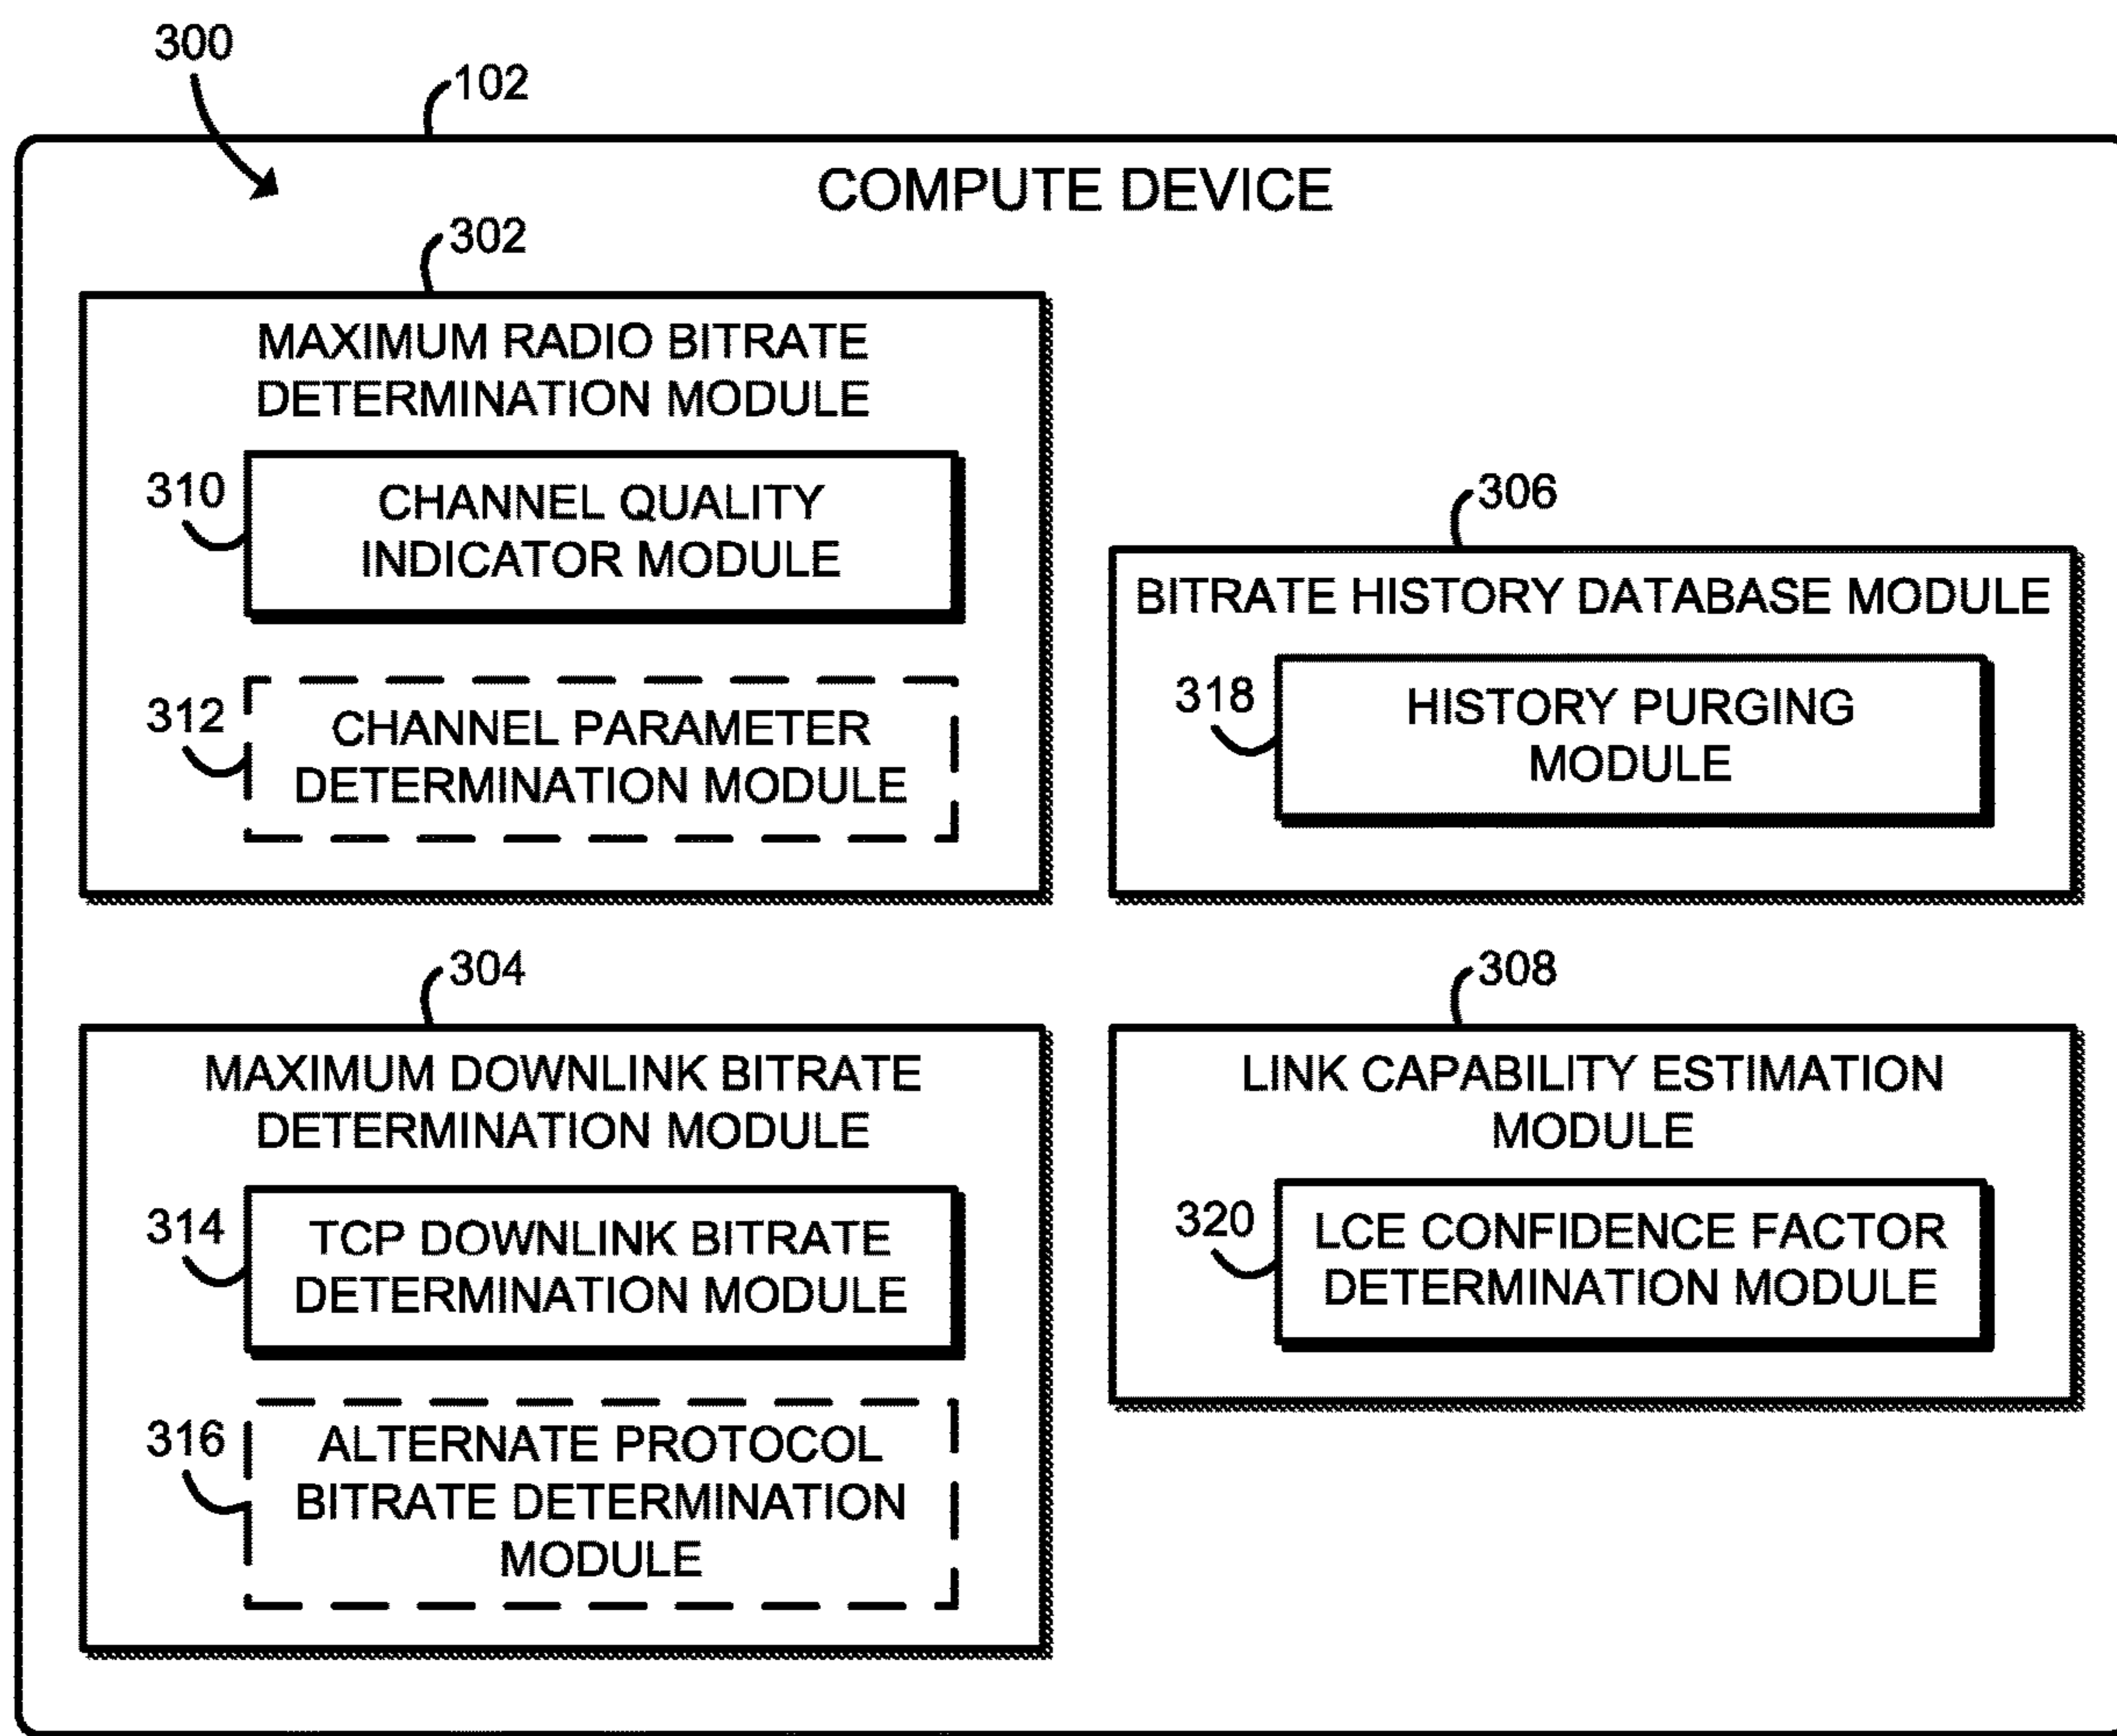 300
102
COMPUTE DEVICE
302
MAXIMUM RADIO BITRATE
DETERMINATION MODULE
310
CHANNEL QUALITY
INDICATOR MODULE
312
CHANNEL PARAMETER
DETERMINATION MODULE
306
BITRATE HISTORY DATABASE MODULE
318
HISTORY PURGING
MODULE
304
MAXIMUM DOWNLINK BITRATE
DETERMINATION MODULE
314
TCP DOWNLINK BITRATE
DETERMINATION MODULE
316
ALTERNATE PROTOCOL
BITRATE DETERMINATION
MODULE
308
LINK CAPABILITY ESTIMATION
MODULE
320
LCE CONFIDENCE FACTOR
DETERMINATION MODULE